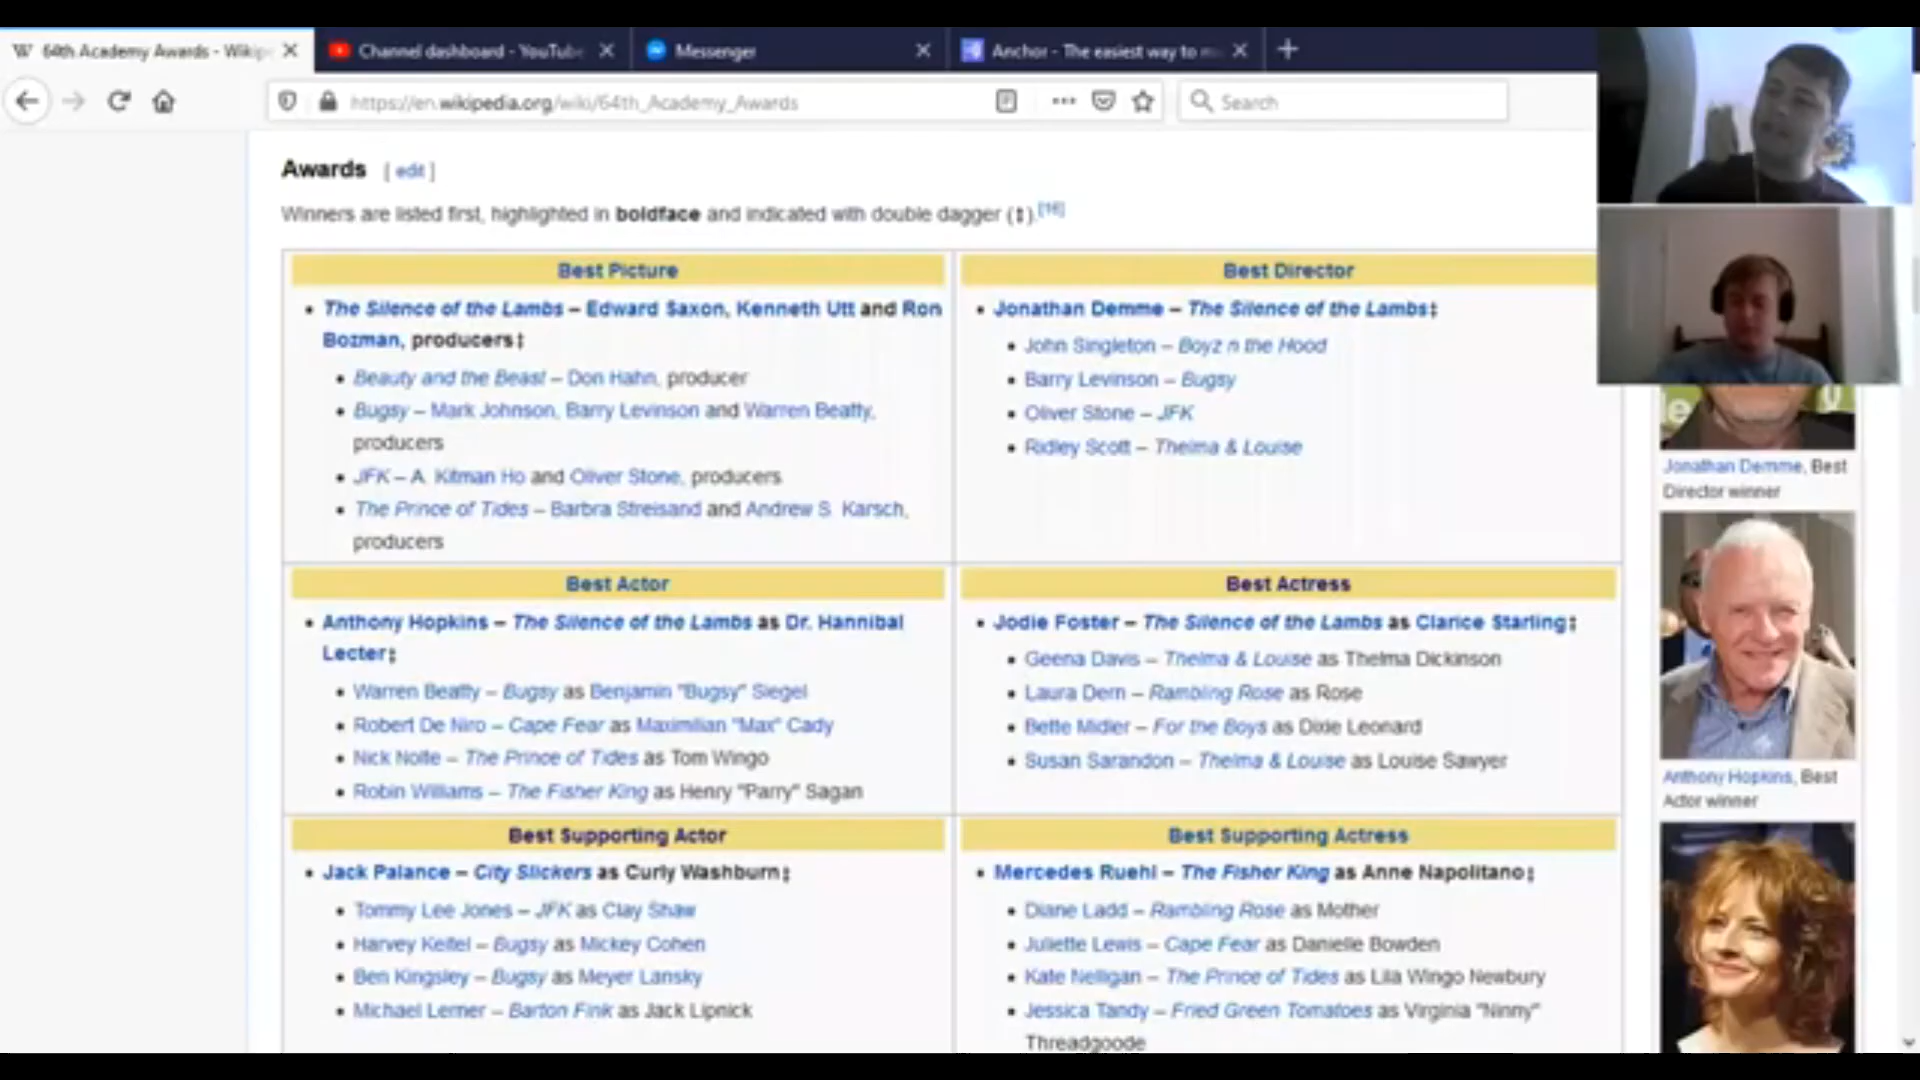 64th Academy Awards - Wikip
Channel dashboard - YouTube
Messenger
Anchor - The easiest way to m
https://en.wikipedia.org/wiki/64th_Academy_Awards
Search
Awards [ edit ]
Winners are listed first, highlighted in boldface and indicated with double dagger (‡).[16]
Best Picture
The Silence of the Lambs – Edward Saxon, Kenneth Utt and Ron
Bozman, producers‡
Beauty and the Beast – Don Hahn, producer
Bugsy – Mark Johnson, Barry Levinson and Warren Beatty,
producers
JFK – A. Kitman Ho and Oliver Stone, producers
The Prince of Tides – Barbra Streisand and Andrew S. Karsch,
producers
Best Director
Jonathan Demme – The Silence of the Lambs‡
John Singleton – Boyz n the Hood
Barry Levinson – Bugsy
Oliver Stone – JFK
Ridley Scott – Thelma & Louise
Best Actor
Anthony Hopkins – The Silence of the Lambs as Dr. Hannibal
Lecter‡
Warren Beatty – Bugsy as Benjamin "Bugsy" Siegel
Robert De Niro – Cape Fear as Maximilian "Max" Cady
Nick Nolte – The Prince of Tides as Tom Wingo
Robin Williams – The Fisher King as Henry "Parry" Sagan
Best Actress
Jodie Foster – The Silence of the Lambs as Clarice Starling‡
Geena Davis – Thelma & Louise as Thelma Dickinson
Laura Dern – Rambling Rose as Rose
Bette Midler – For the Boys as Dixie Leonard
Susan Sarandon – Thelma & Louise as Louise Sawyer
Best Supporting Actor
Jack Palance – City Slickers as Curly Washburn‡
Tommy Lee Jones – JFK as Clay Shaw
Harvey Keitel – Bugsy as Mickey Cohen
Ben Kingsley – Bugsy as Meyer Lansky
Michael Lerner – Barton Fink as Jack Lipnick
Best Supporting Actress
Mercedes Ruehl – The Fisher King as Anne Napolitano‡
Diane Ladd – Rambling Rose as Mother
Juliette Lewis – Cape Fear as Danielle Bowden
Kate Nelligan – The Prince of Tides as Lila Wingo Newbury
Jessica Tandy – Fried Green Tomatoes as Virginia "Ninny"
Threadgoode
Jonathan Demme, Best
Director winner
Anthony Hopkins, Best
Actor winner